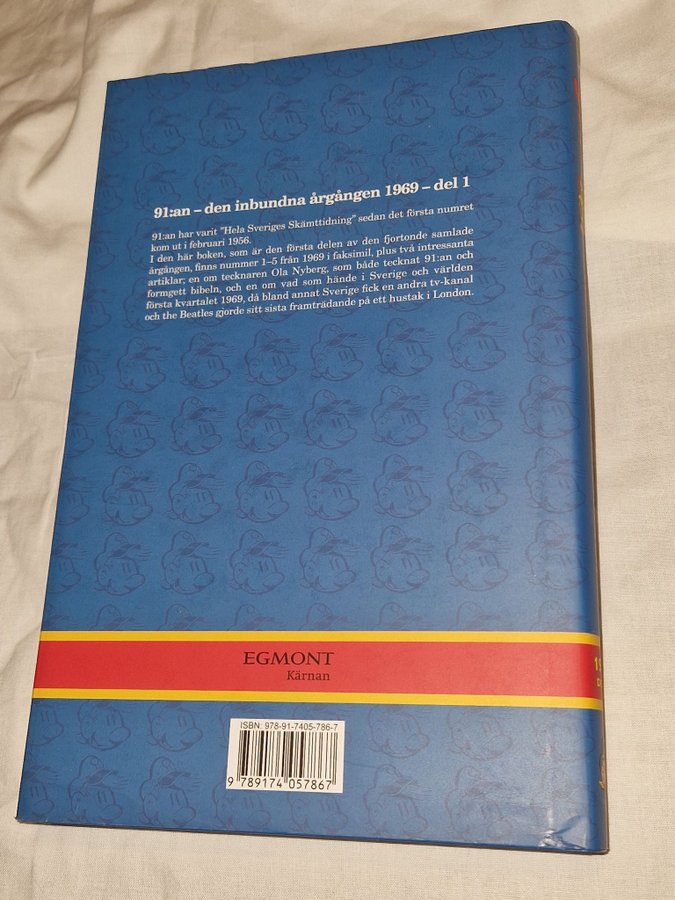 91:an – den inbundna årgången 1969 – del 1
91:an har varit "Hela Sveriges Skämttidning" sedan det första numret
kom ut i februari 1956.
I den här boken, som är den första delen av den fjortonde samlade
årgången, finns nummer 1–5 från 1969 i faksimil, plus två intressanta
artiklar; en om tecknaren Ola Nyberg, som både tecknat 91:an och
formgett bibeln, och en om vad som hände i Sverige och världen
första kvartalet 1969, då bland annat Sverige fick en andra tv-kanal
och the Beatles gjorde sitt sista framträdande på ett hustak i London.
EGMONT
Kärnan
ISBN: 978-91-7405-786-7
9 789174 057867